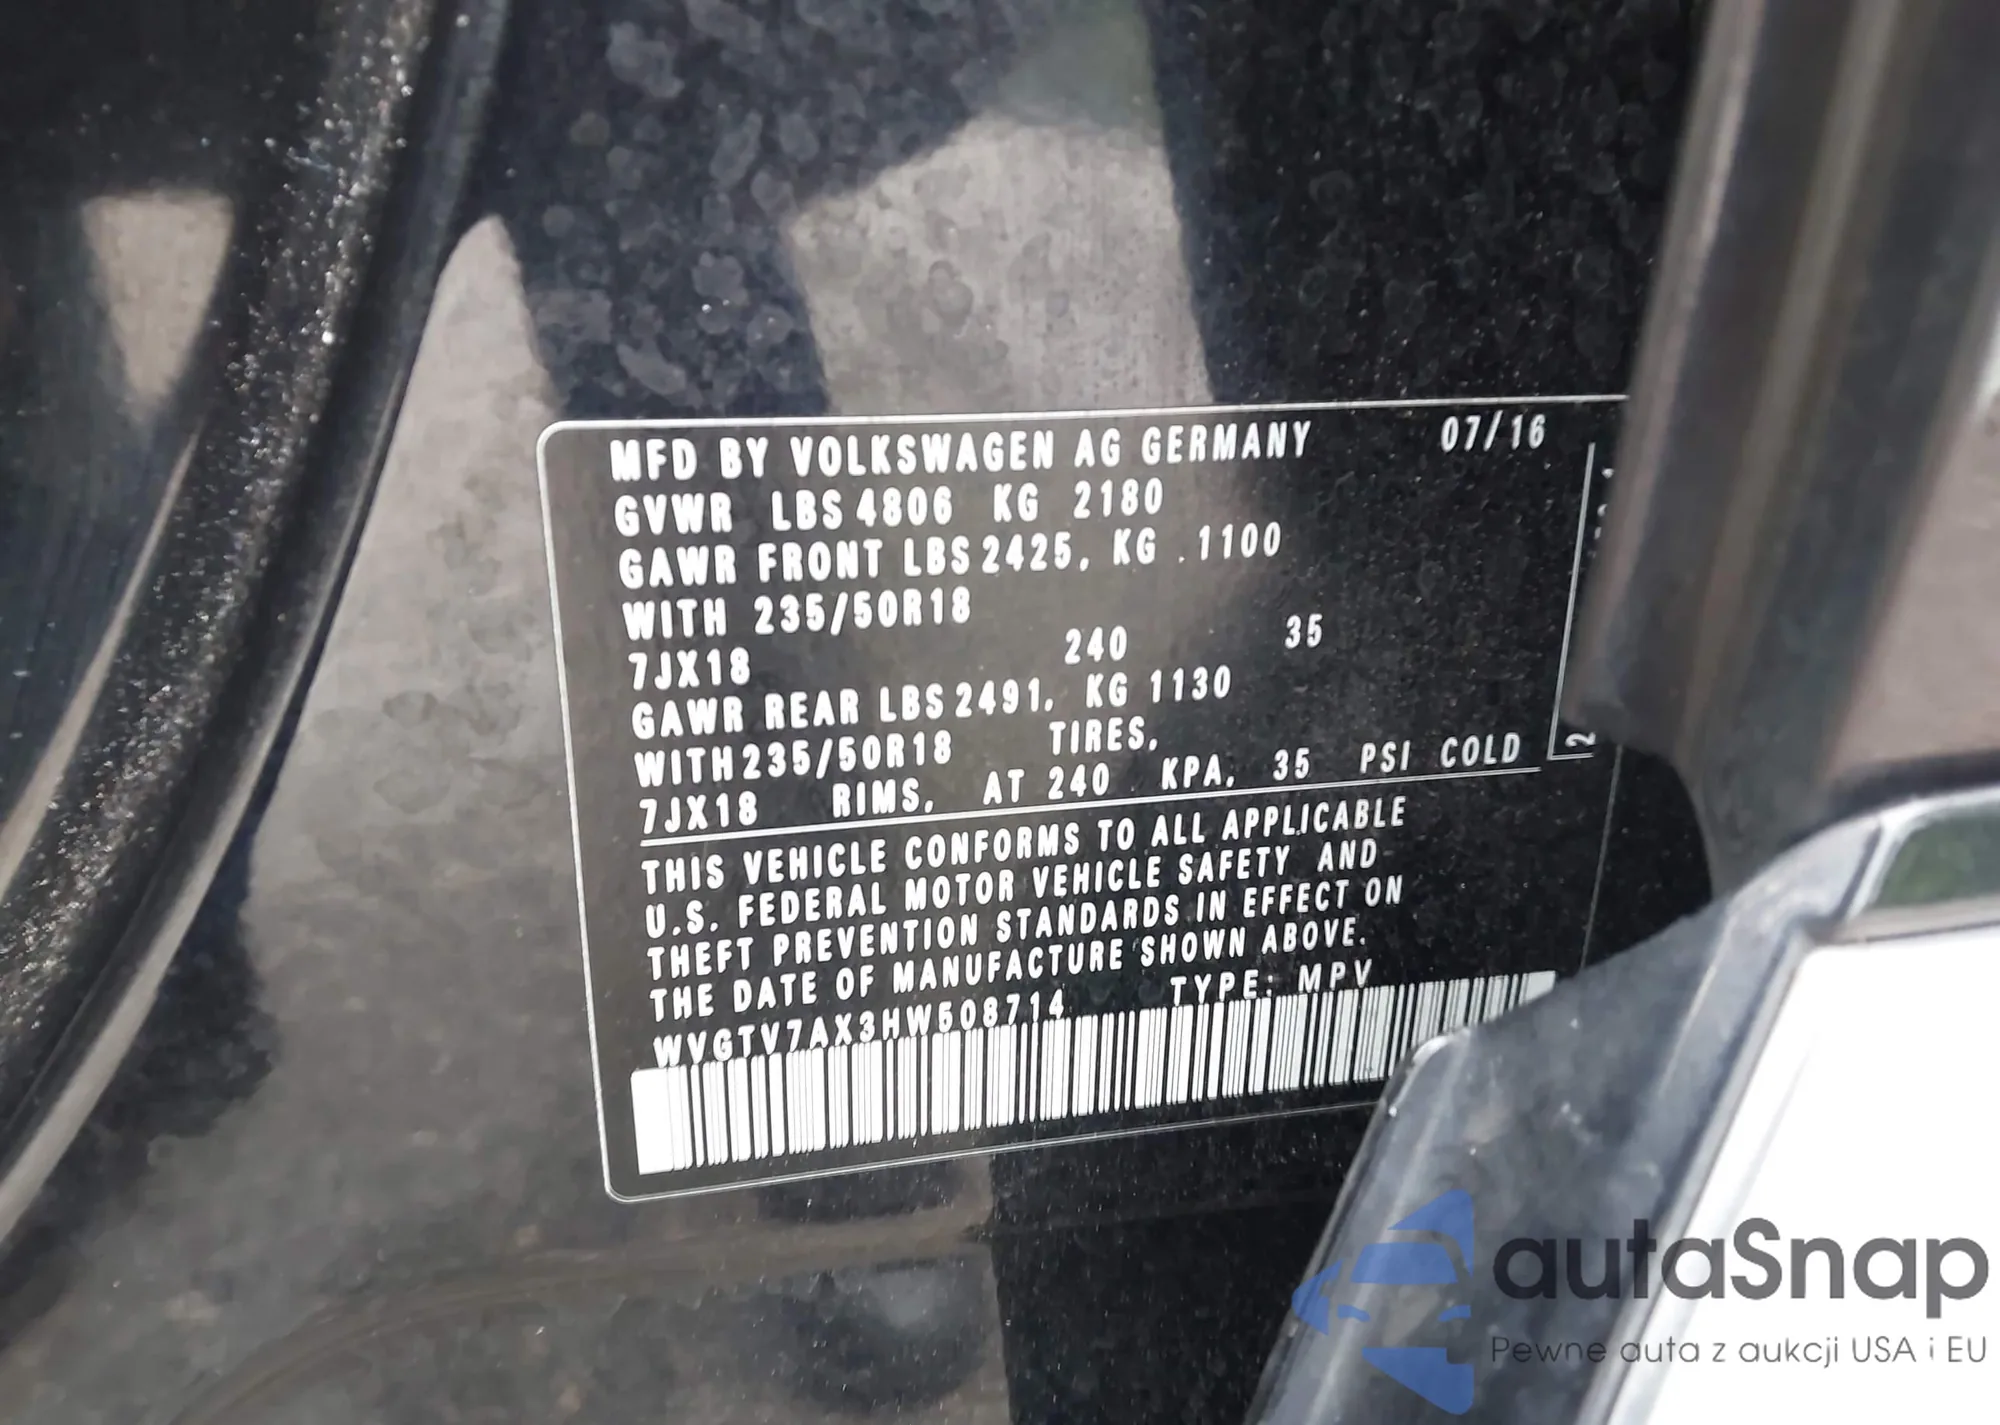 MFD BY VOLKSWAGEN AG GERMANY 07/16
GVWR LBS 4806 KG 2180
GAWR FRONT LBS 2425, KG .1100
WITH 235/50R18
7JX18 240 35
GAWR REAR LBS 2491, KG 1130
WITH 235/50R18 TIRES,
7JX18 RIMS, AT 240 KPA, 35 PSI COLD
2
THIS VEHICLE CONFORMS TO ALL APPLICABLE
U.S. FEDERAL MOTOR VEHICLE SAFETY AND
THEFT PREVENTION STANDARDS IN EFFECT ON
THE DATE OF MANUFACTURE SHOWN ABOVE.
WVGTV7AX3HW508714 TYPE: MPV
autaSnap
Pewne auta z aukcji USA i EU